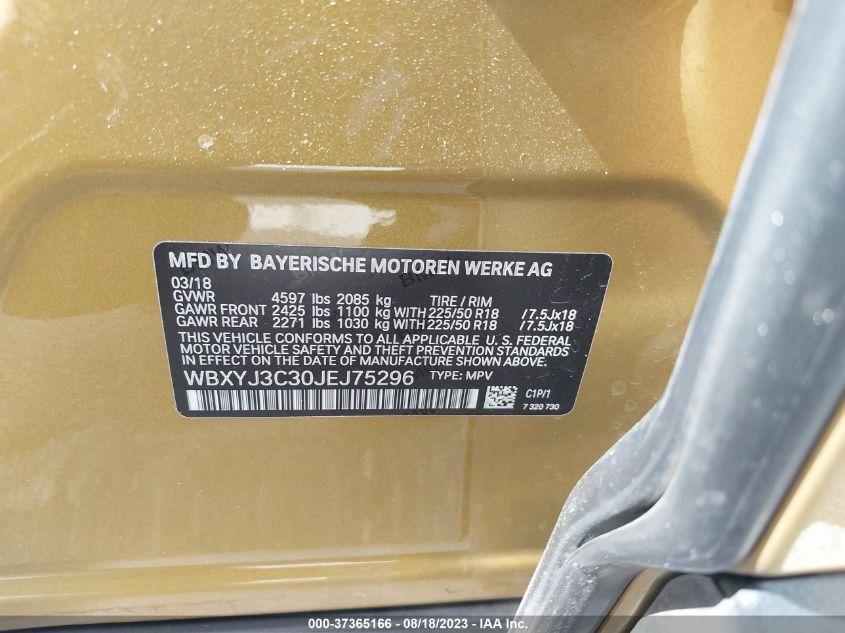 MFD BY BAYERISCHE MOTOREN WERKE AG
03/18
GVWR 4597 lbs 2085 kg TIRE / RIM
GAWR FRONT 2425 lbs 1100 kg WITH 225/50 R18 /7.5Jx18
GAWR REAR 2271 lbs 1030 kg WITH 225/50 R18 /7.5Jx18
THIS VEHICLE CONFORMS TO ALL APPLICABLE U. S. FEDERAL
MOTOR VEHICLE SAFETY AND THEFT PREVENTION STANDARDS
IN EFFECT ON THE DATE OF MANUFACTURE SHOWN ABOVE.
WBXYJ3C30JEJ75296 TYPE: MPV
C1P/1
7 320 730
000-37365166 - 08/18/2023 - IAA Inc.